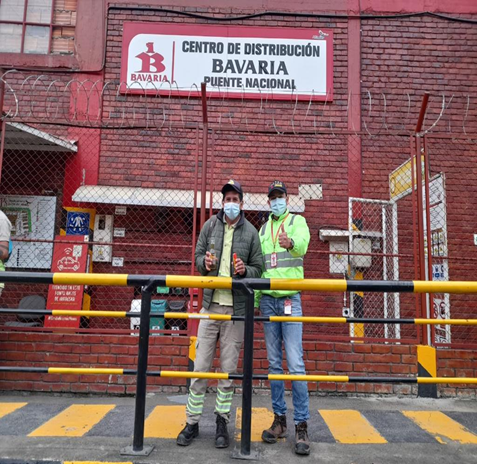 CENTRO DE DISTRIBUCIÓN
BAVARIA
PUENTE NACIONAL
BAVARIA